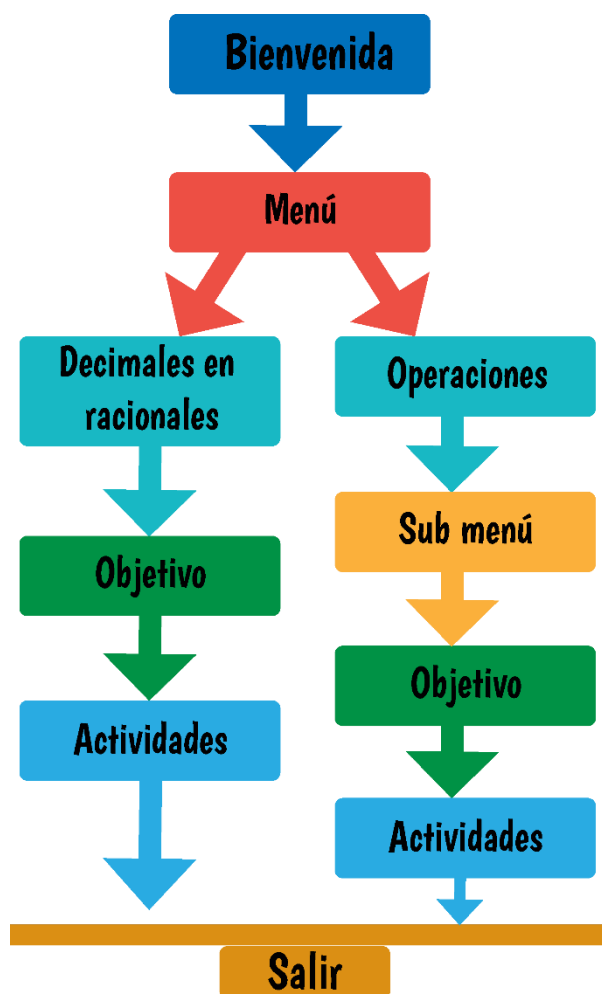 Bienvenida
Menú
Decimales en
racionales
Objetivo
Actividades
Operaciones
Sub menú
Objetivo
Actividades
Salir